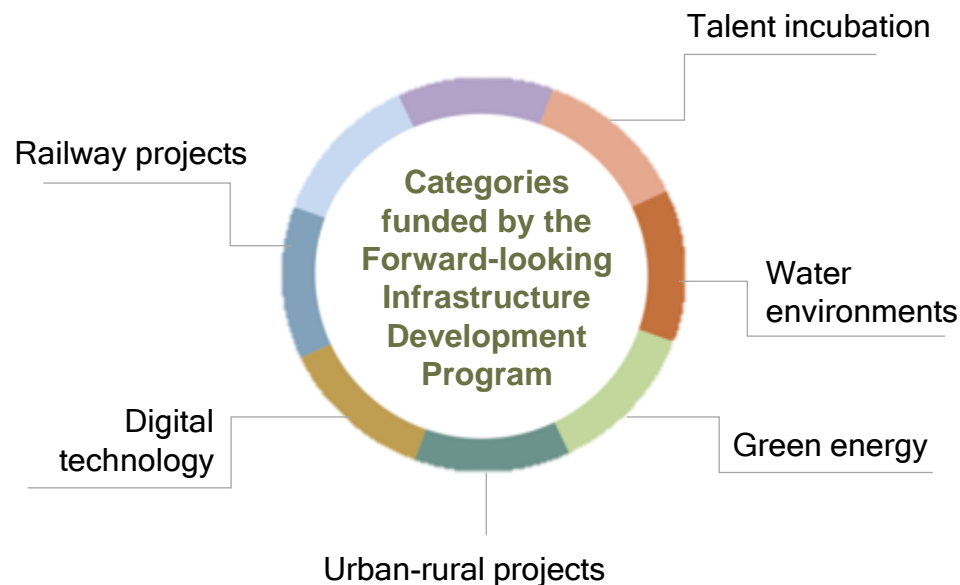 Talent incubation
Railway projects
Categories
funded by the
Forward-looking
Infrastructure
Development
Program
Water
environments
Digital
technology
Green energy
Urban-rural projects